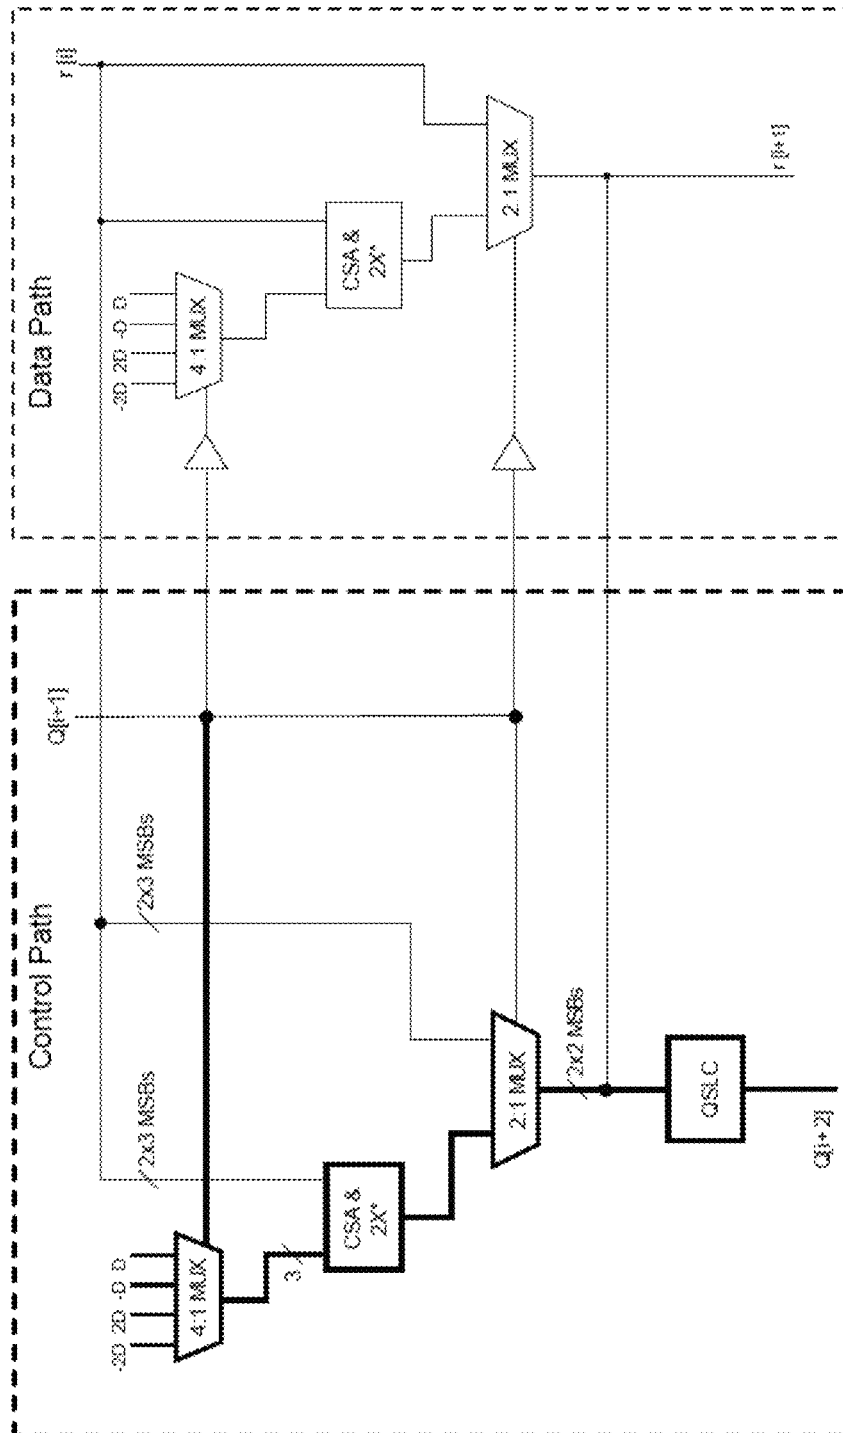 Control Path
Data Path
-2D 2D -D D
4:1 MUX
3
2x3 MSBs
2x3 MSBs
CSA &
2X*
2:1 MUX
2x2 MSBs
QSLC
Q[i+2]
Q[i+1]
r [i]
-2D 2D -D D
4:1 MUX
CSA &
2X*
2:1 MUX
r [i+1]